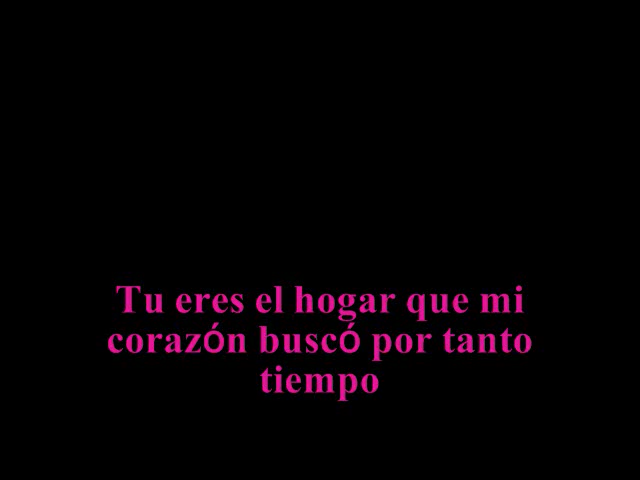 Tu eres el hogar que mi
corazón buscó por tanto
tiempo